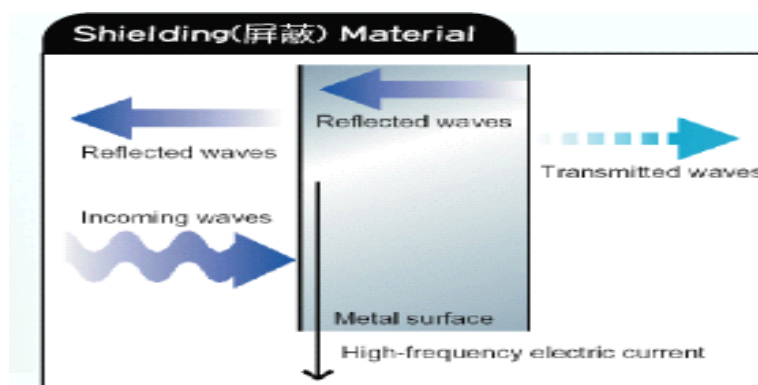 Shielding(屏蔽) Material
Reflected waves
Reflected waves
Transmitted waves
Incoming waves
Metal surface
High-frequency electric current